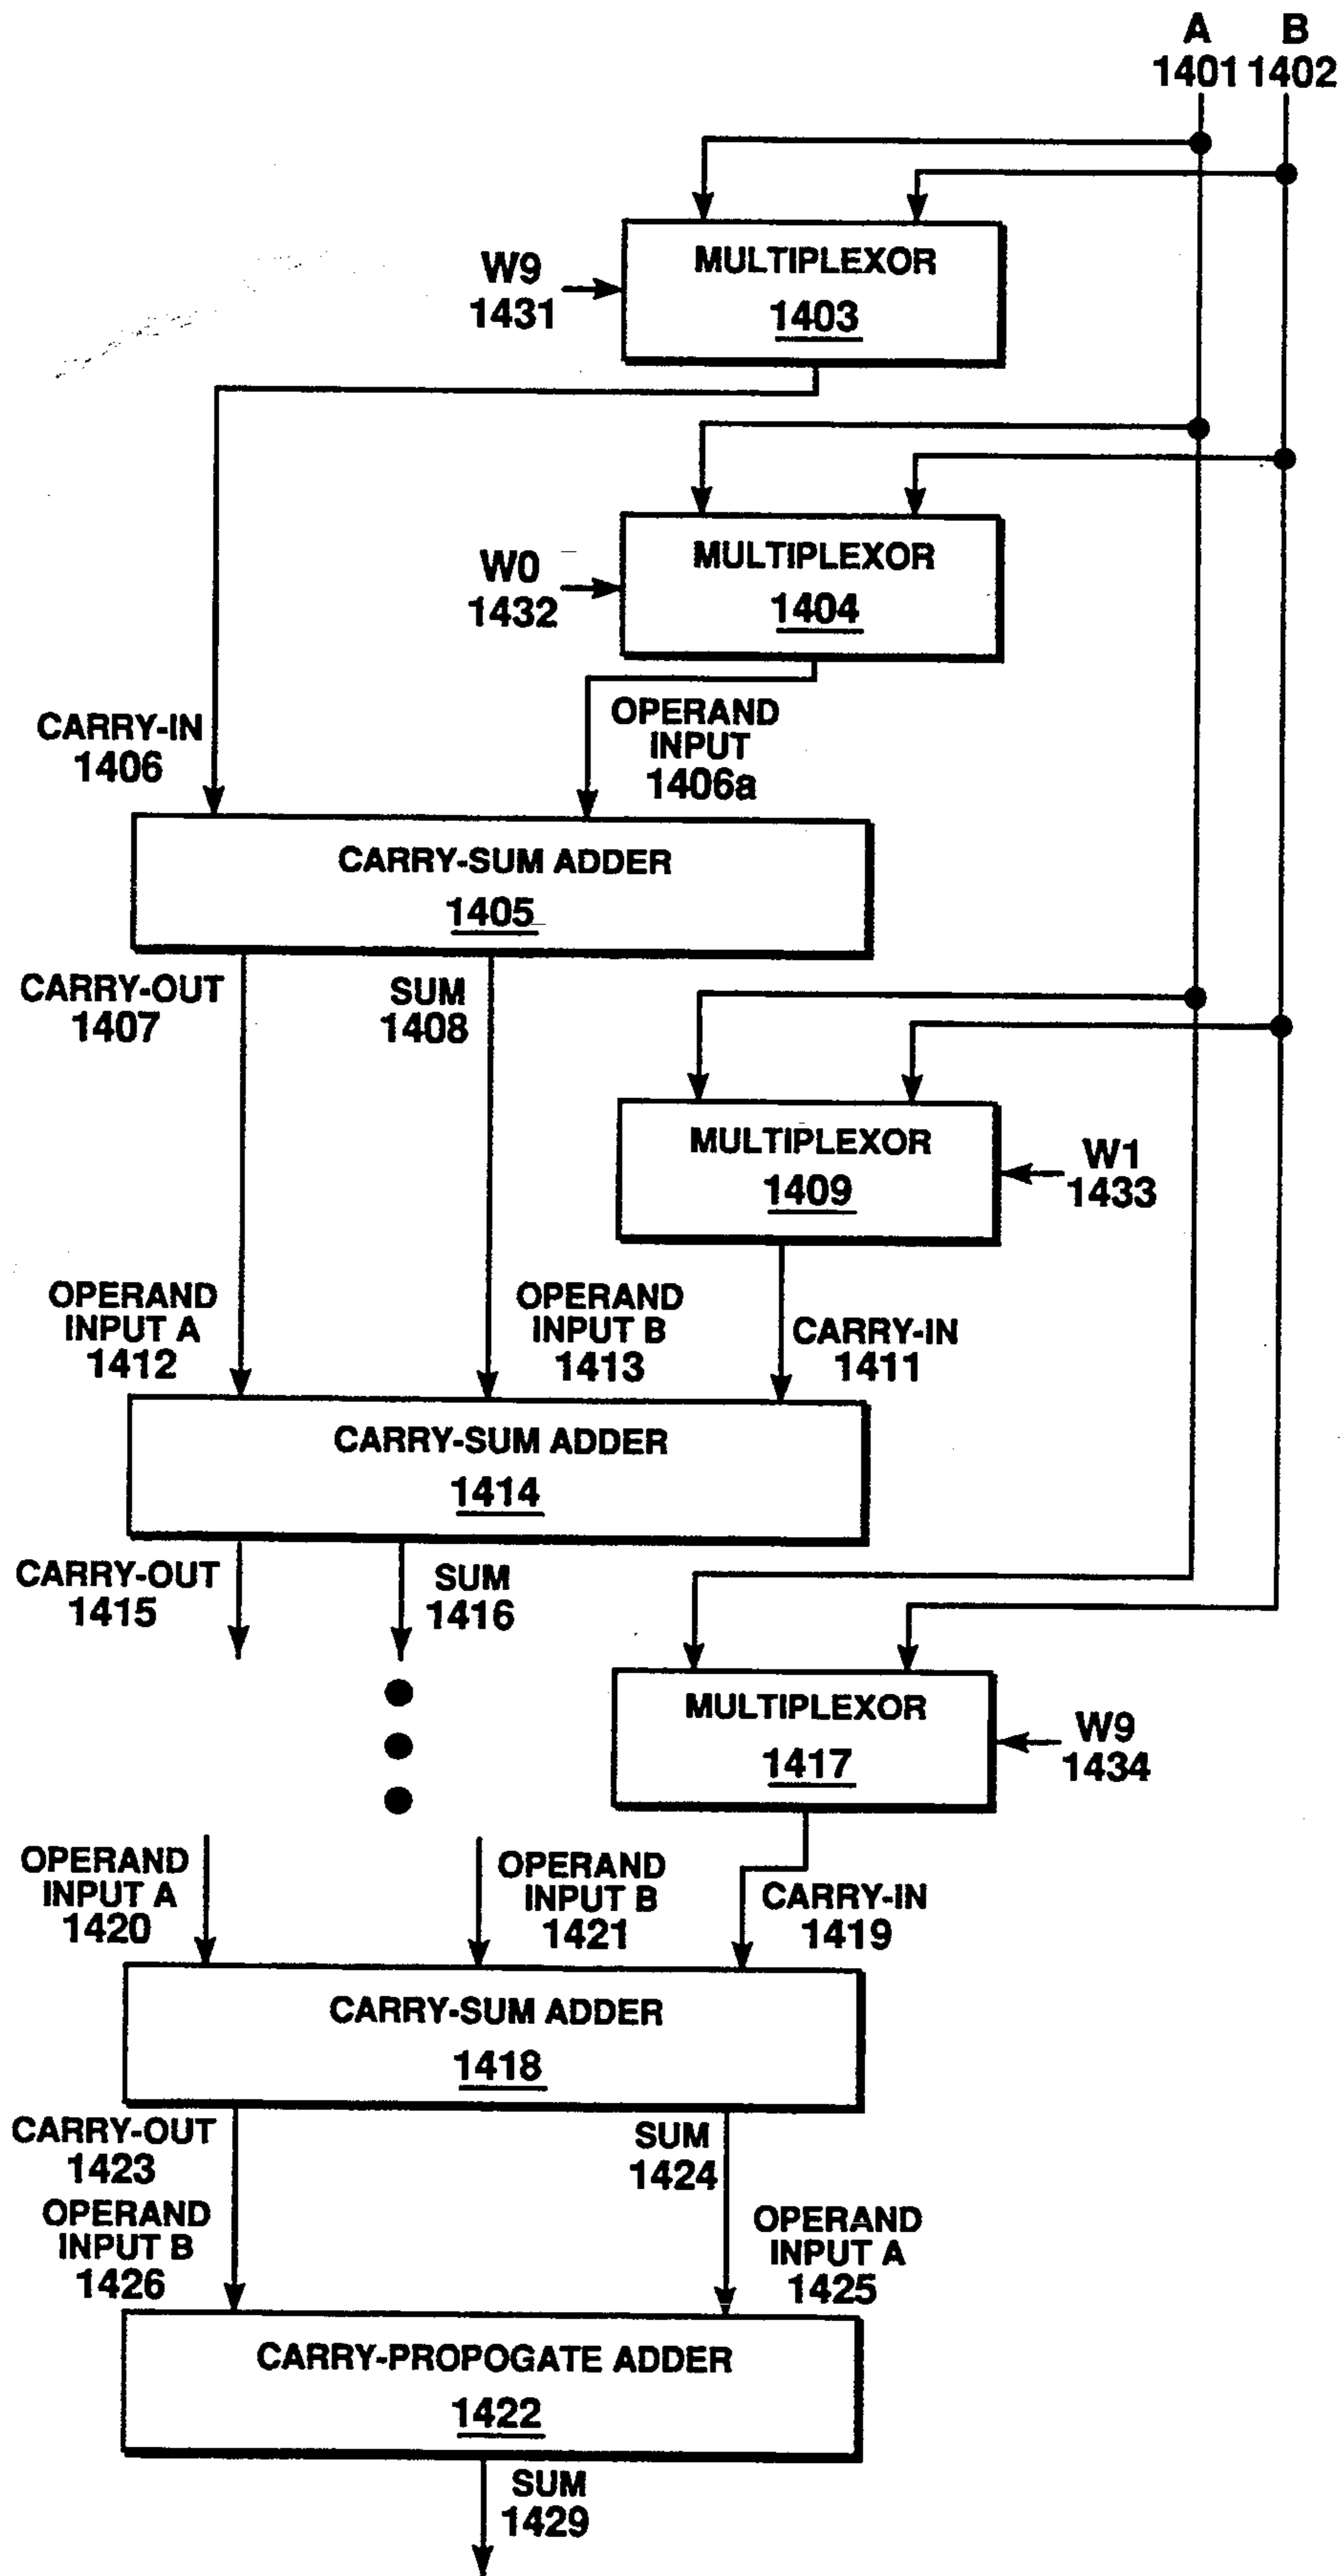 A B
1401 1402
MULTIPLEXOR
1403
W9
1431
MULTIPLEXOR
1404
W0
1432
CARRY-IN
1406
OPERAND
INPUT
1406a
CARRY-SUM ADDER
1405
CARRY-OUT
1407
SUM
1408
MULTIPLEXOR
1409
W1
1433
OPERAND
INPUT A
1412
OPERAND
INPUT B
1413
CARRY-IN
1411
CARRY-SUM ADDER
1414
CARRY-OUT
1415
SUM
1416
MULTIPLEXOR
1417
W9
1434
OPERAND
INPUT A
1420
OPERAND
INPUT B
1421
CARRY-IN
1419
CARRY-SUM ADDER
1418
CARRY-OUT
1423
SUM
1424
OPERAND
INPUT B
1426
OPERAND
INPUT A
1425
CARRY-PROPOGATE ADDER
1422
SUM
1429